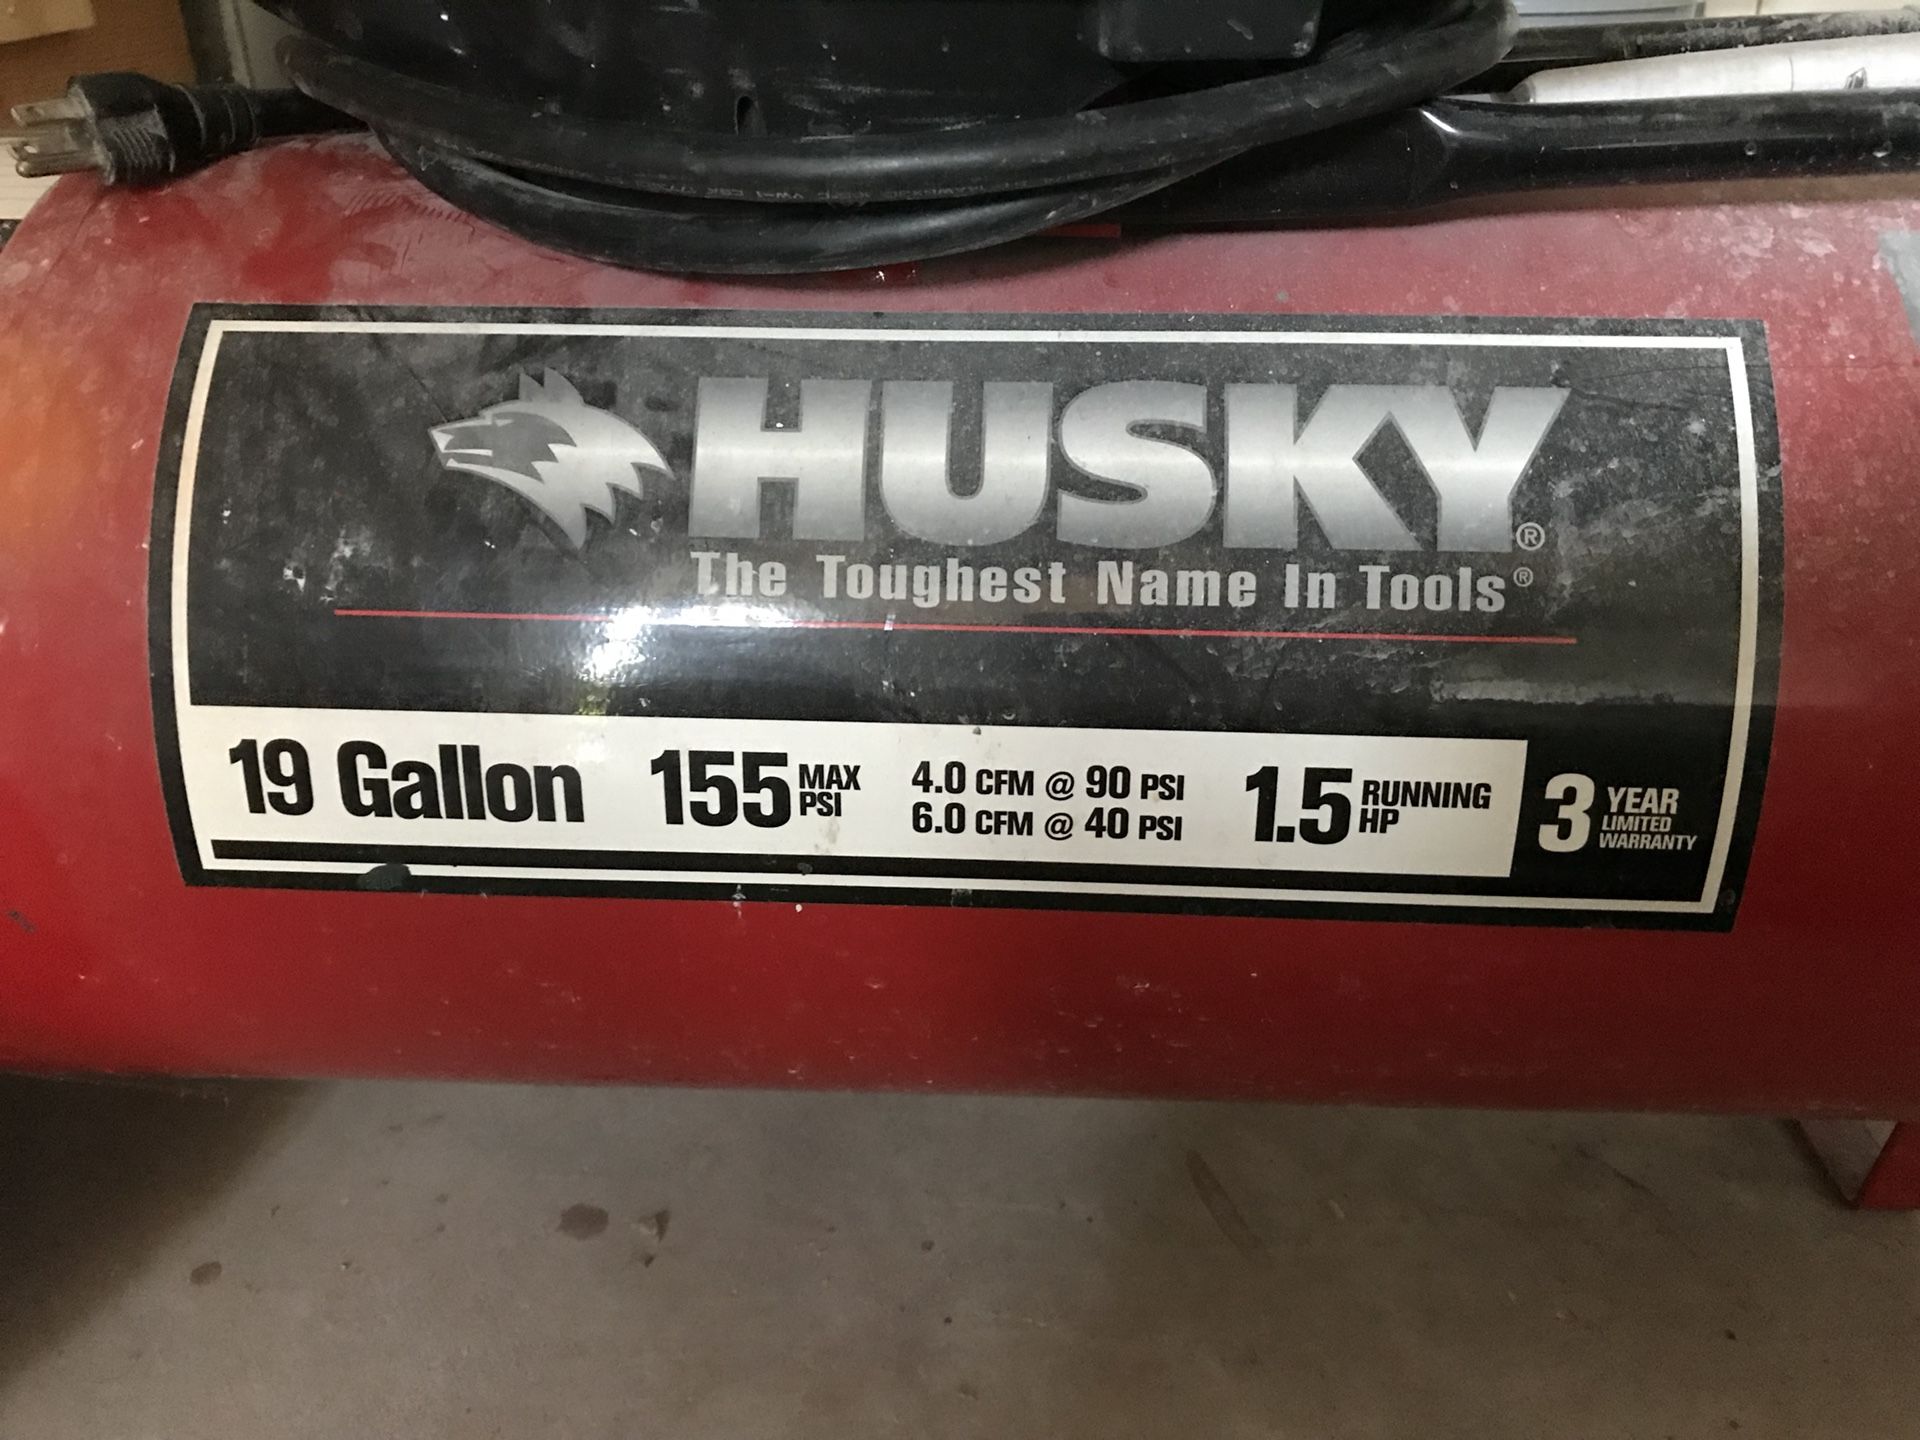 HUSKY®
The Toughest Name In Tools®
19 Gallon 155 MAX PSI 4.0 CFM @ 90 PSI 1.5 RUNNING HP 3 YEAR LIMITED WARRANTY
6.0 CFM @ 40 PSI